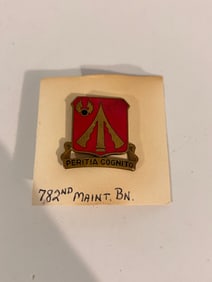 PERITIA COGNITO
782ND MAINT. BN.